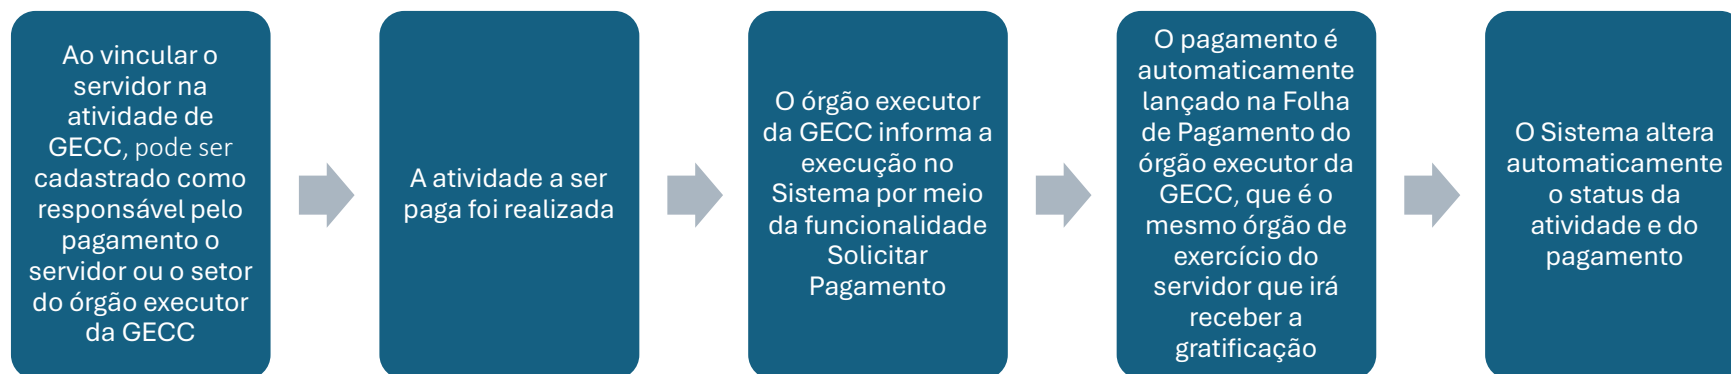 Ao vincular o
servidor na
atividade de
GECC, pode ser
cadastrado como
responsável pelo
pagamento o
servidor ou o setor
do órgão executor
da GECC
A atividade a ser
paga foi realizada
O órgão executor
da GECC informa a
execução no
Sistema por meio
da funcionalidade
Solicitar
Pagamento
O pagamento é
automaticamente
lançado na Folha
de Pagamento do
órgão executor da
GECC, que é o
mesmo órgão de
exercício do
servidor que irá
receber a
gratificação
O Sistema altera
automaticamente
o status da
atividade e do
pagamento